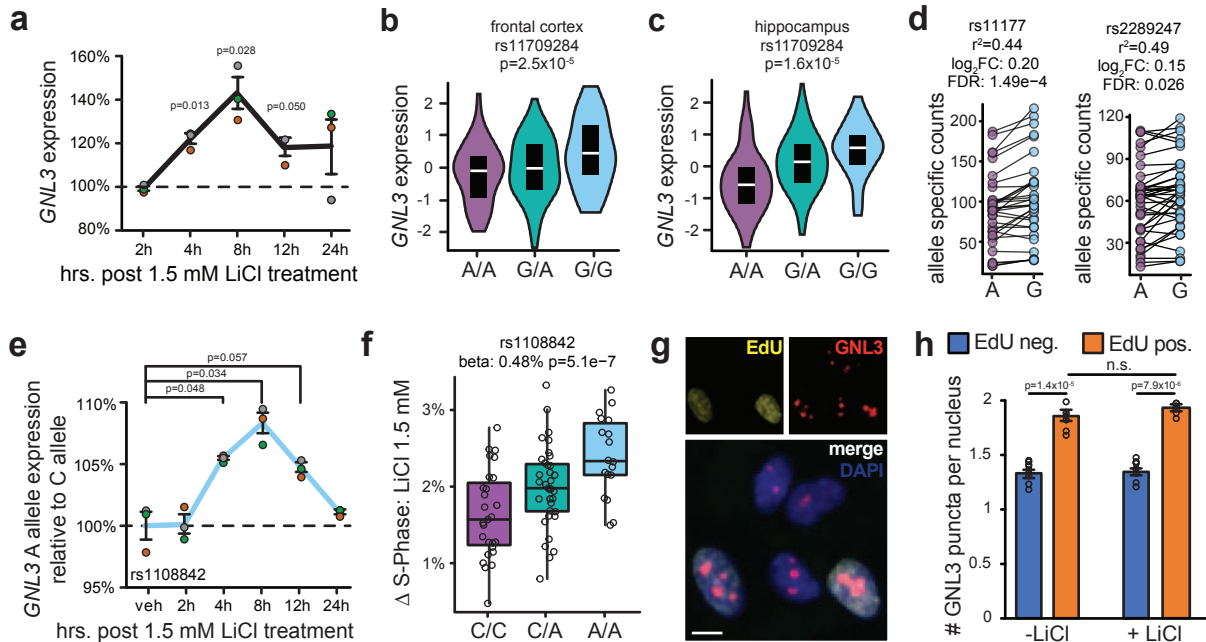 a
160%
140%
120%
100%
80%
GNL3 expression
p=0.013
p=0.028
p=0.050
2h 4h 8h 12h 24h
hrs. post 1.5 mM LiCl treatment
b
frontal cortex
rs11709284
p=2.5x10⁻⁵
GNL3 expression
2
1
0
-1
-2
A/A G/A G/G
c
hippocampus
rs11709284
p=1.6x10⁻⁵
GNL3 expression
2
1
0
-1
-2
A/A G/A G/G
d
rs11177
r²=0.44
log₂FC: 0.20
FDR: 1.49e−4
allele specific counts
200
150
100
50
A G
rs2289247
r²=0.49
log₂FC: 0.15
FDR: 0.026
allele specific counts
120
90
60
30
A G
e
p=0.057
p=0.034
p=0.048
GNL3 A allele expression
relative to C allele
110%
105%
100%
95%
rs1108842
veh 2h 4h 8h 12h 24h
hrs. post 1.5 mM LiCl treatment
f
rs1108842
beta: 0.48% p=5.1e−7
Δ S-Phase: LiCl 1.5 mM
3%
2%
1%
C/C C/A A/A
g
EdU
GNL3
merge
DAPI
h
EdU neg. EdU pos.
n.s.
p=1.4x10⁻⁵
p=7.9x10⁻⁶
# GNL3 puncta per nucleus
2
1.5
1
.5
0
-LiCl + LiCl